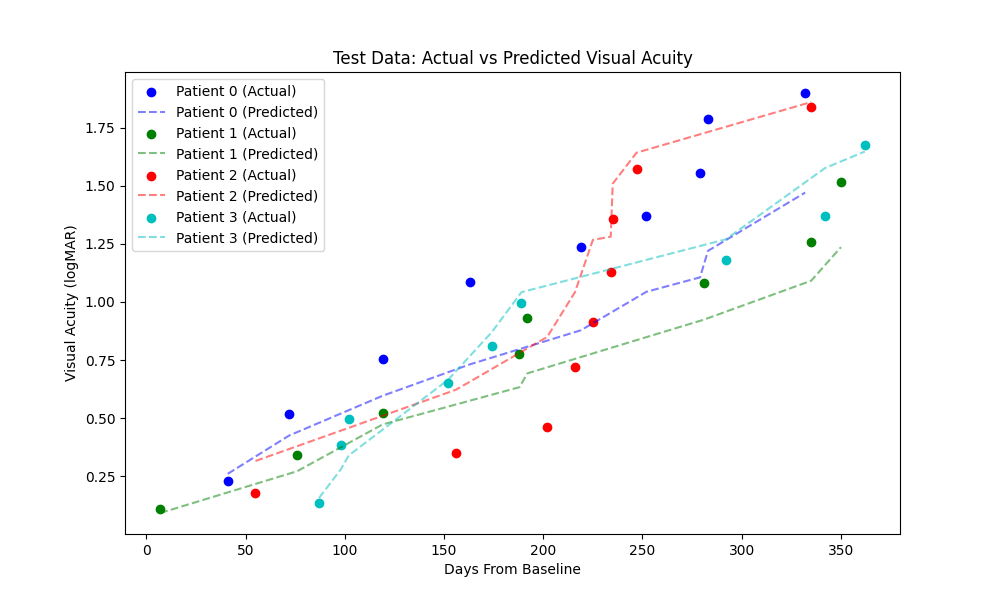 Test Data: Actual vs Predicted Visual Acuity
Patient 0 (Actual)
Patient 0 (Predicted)
Patient 1 (Actual)
Patient 1 (Predicted)
Patient 2 (Actual)
Patient 2 (Predicted)
Patient 3 (Actual)
Patient 3 (Predicted)
Visual Acuity (logMAR)
1.75
1.50
1.25
1.00
0.75
0.50
0.25
0 50 100 150 200 250 300 350
Days From Baseline